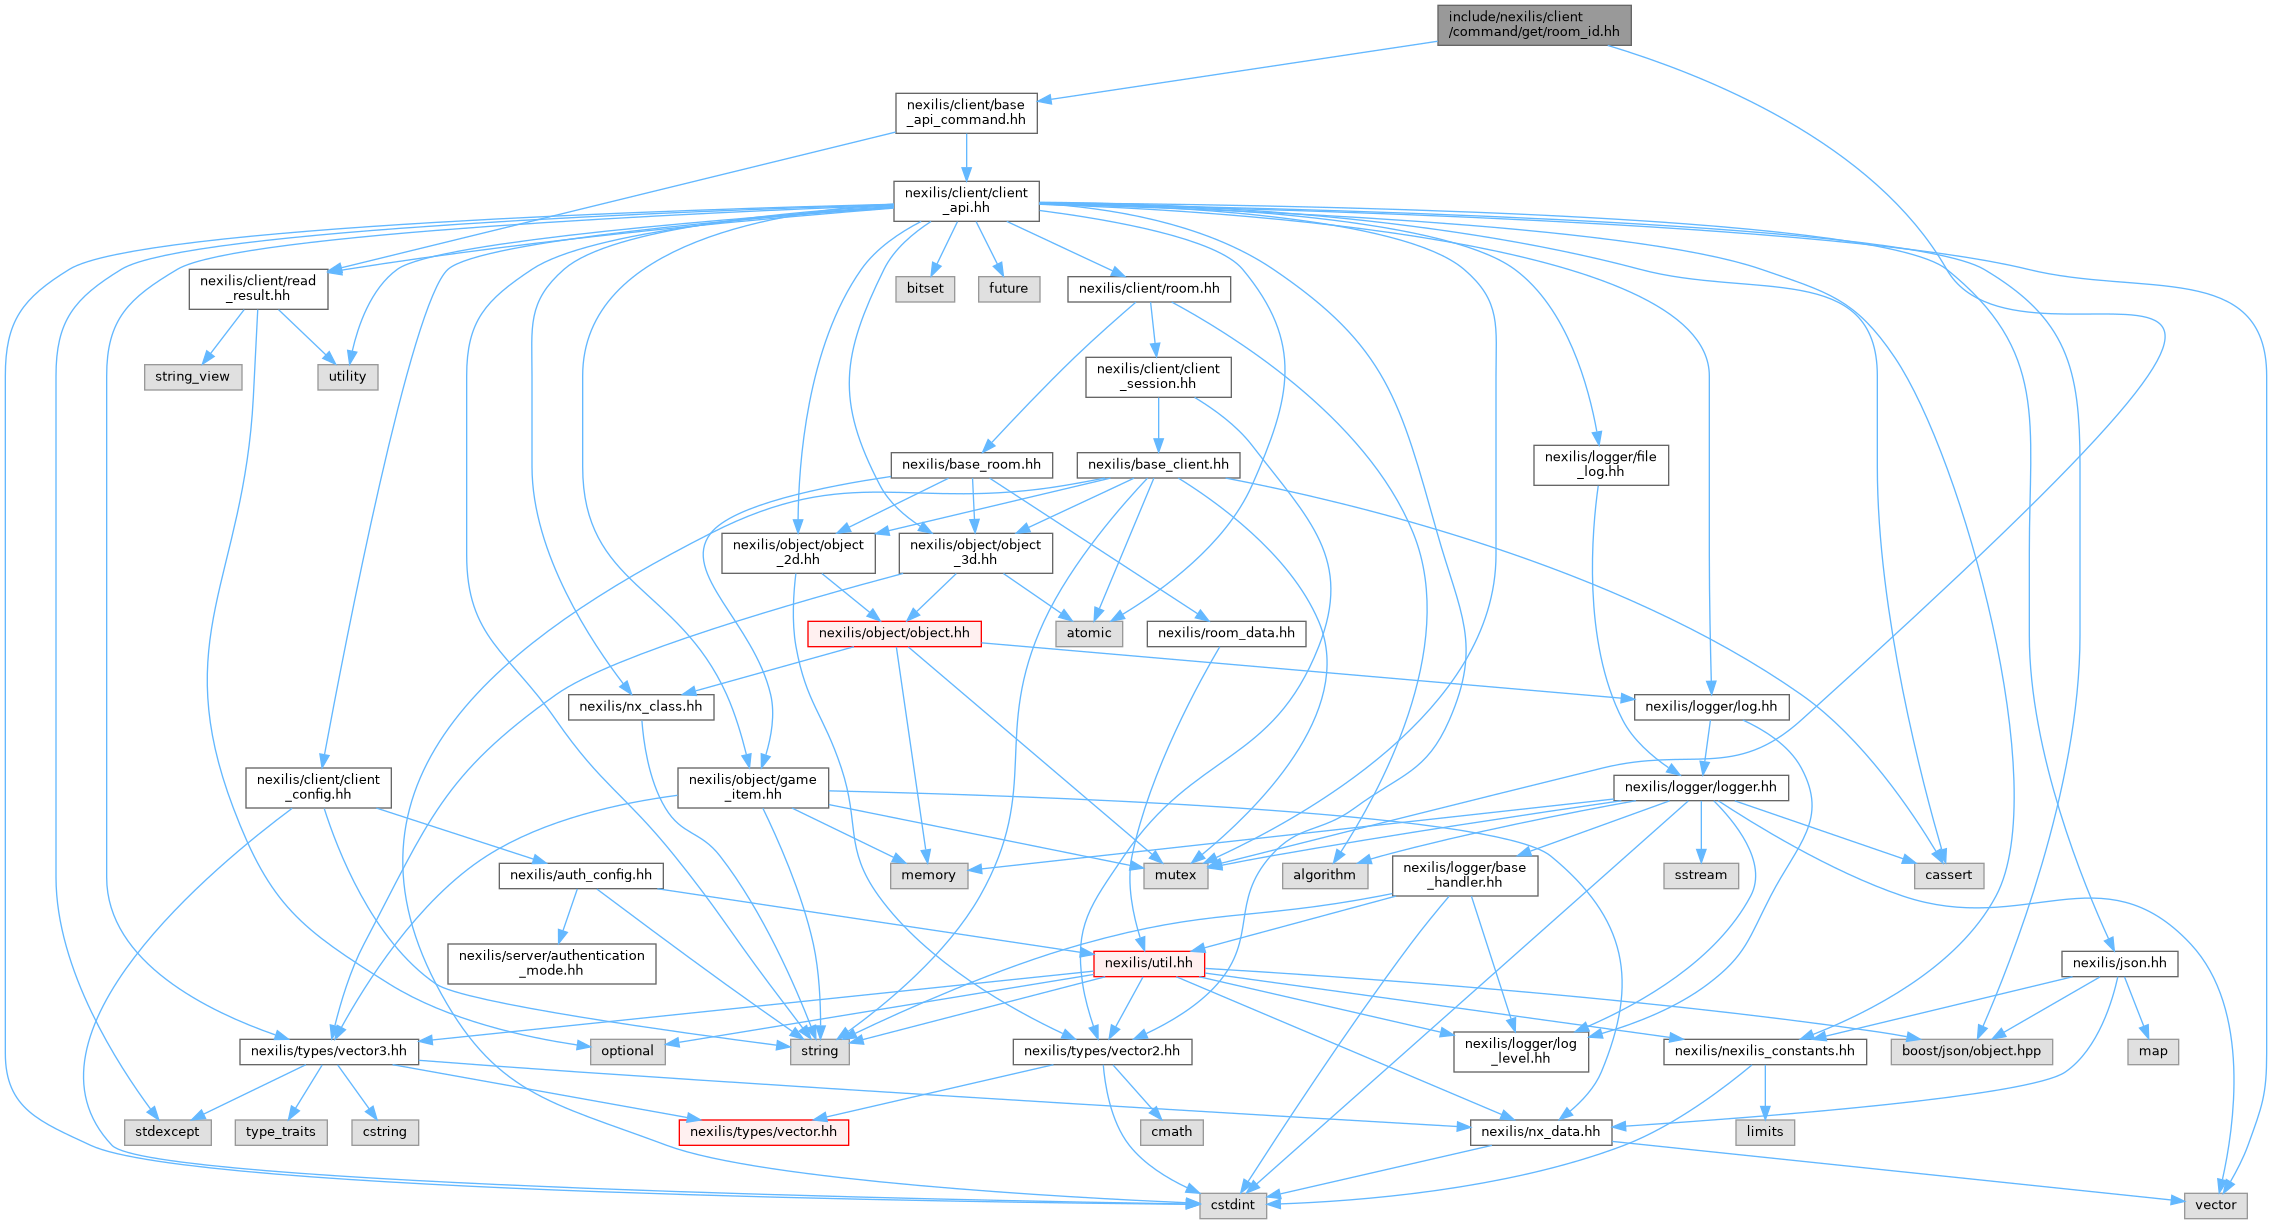 include/nexilis/client
/command/get/room_id.hh
nexilis/client/base
_api_command.hh
nexilis/client/client
_api.hh
nexilis/client/read
_result.hh
bitset
future
nexilis/client/room.hh
string_view
utility
nexilis/client/client
_session.hh
nexilis/base_room.hh
nexilis/base_client.hh
nexilis/logger/file
_log.hh
nexilis/object/object
_2d.hh
nexilis/object/object
_3d.hh
nexilis/object/object.hh
atomic
nexilis/room_data.hh
nexilis/nx_class.hh
nexilis/logger/log.hh
nexilis/client/client
_config.hh
nexilis/object/game
_item.hh
nexilis/logger/logger.hh
nexilis/auth_config.hh
memory
mutex
algorithm
nexilis/logger/base
_handler.hh
sstream
cassert
nexilis/server/authentication
_mode.hh
nexilis/util.hh
nexilis/json.hh
nexilis/types/vector3.hh
optional
string
nexilis/types/vector2.hh
nexilis/logger/log
_level.hh
nexilis/nexilis_constants.hh
boost/json/object.hpp
map
stdexcept
type_traits
cstring
nexilis/types/vector.hh
cmath
nexilis/nx_data.hh
limits
cstdint
vector